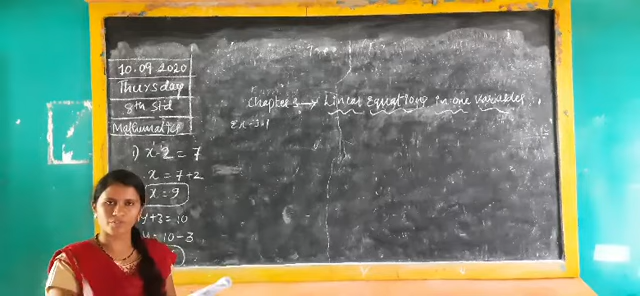 10.09.2020
Thursday
8th std
Mathematics
Chapter 3 → Linear Equations in one Variables.
Ex-3.1
1) x-2 = 7
x = 7+2
x = 9
y+3 = 10
y = 10-3